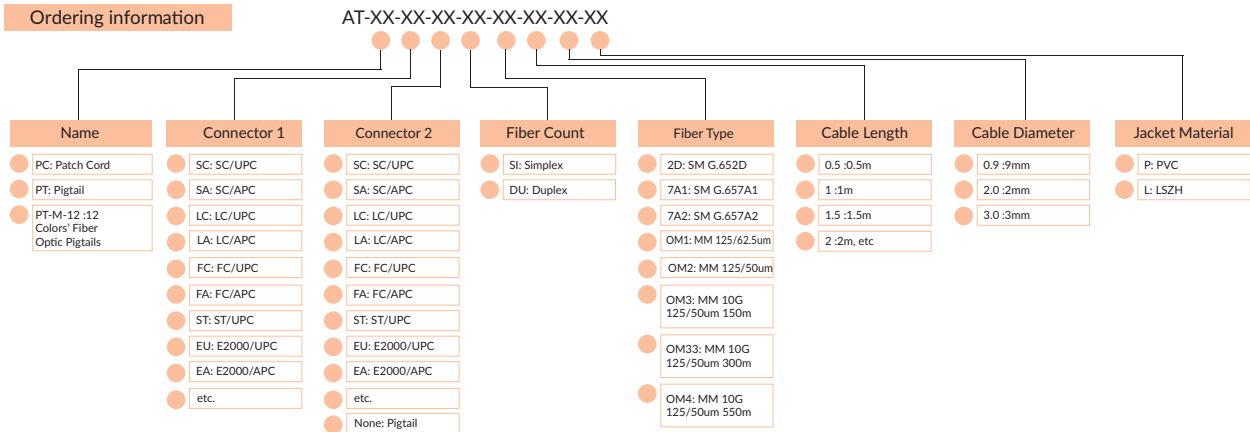 Ordering information
AT-XX-XX-XX-XX-XX-XX-XX-XX
Name
PC: Patch Cord
PT: Pigtail
PT-M-12 :12
Colors' Fiber
Optic Pigtails
Connector 1
SC: SC/UPC
SA: SC/APC
LC: LC/UPC
LA: LC/APC
FC: FC/UPC
FA: FC/APC
ST: ST/UPC
EU: E2000/UPC
EA: E2000/APC
etc.
Connector 2
SC: SC/UPC
SA: SC/APC
LC: LC/UPC
LA: LC/APC
FC: FC/UPC
FA: FC/APC
ST: ST/UPC
EU: E2000/UPC
EA: E2000/APC
etc.
None: Pigtail
Fiber Count
SI: Simplex
DU: Duplex
Fiber Type
2D: SM G.652D
7A1: SM G.657A1
7A2: SM G.657A2
OM1: MM 125/62.5um
OM2: MM 125/50um
OM3: MM 10G
125/50um 150m
OM33: MM 10G
125/50um 300m
OM4: MM 10G
125/50um 550m
Cable Length
0.5 :0.5m
1 :1m
1.5 :1.5m
2 :2m, etc
Cable Diameter
0.9 :9mm
2.0 :2mm
3.0 :3mm
Jacket Material
P: PVC
L: LSZH